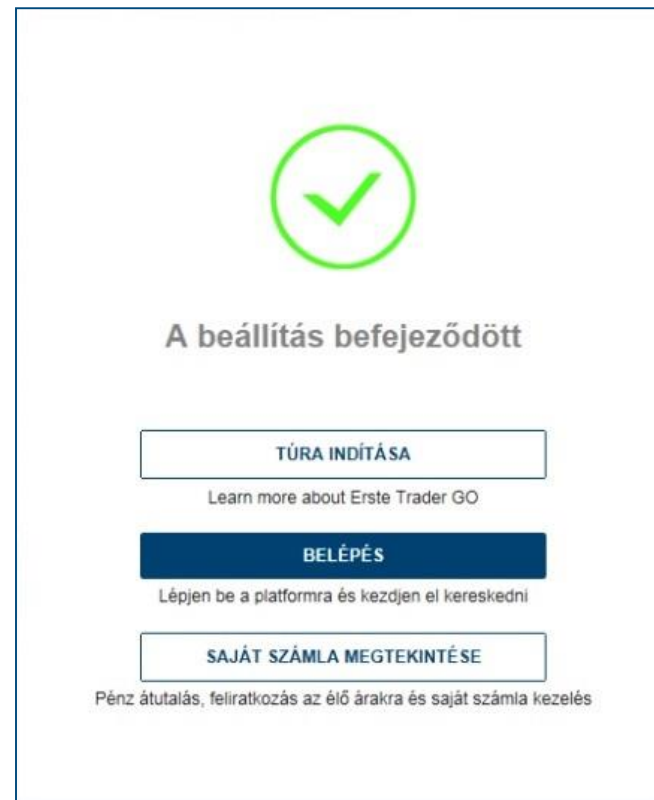 A beállítás befejeződött
TÚRA INDÍTÁSA
Learn more about Erste Trader GO
BELÉPÉS
Lépjen be a platformra és kezdjen el kereskedni
SAJÁT SZÁMLA MEGTEKINTÉSE
Pénz átutalás, feliratkozás az élő árakra és saját számla kezelés